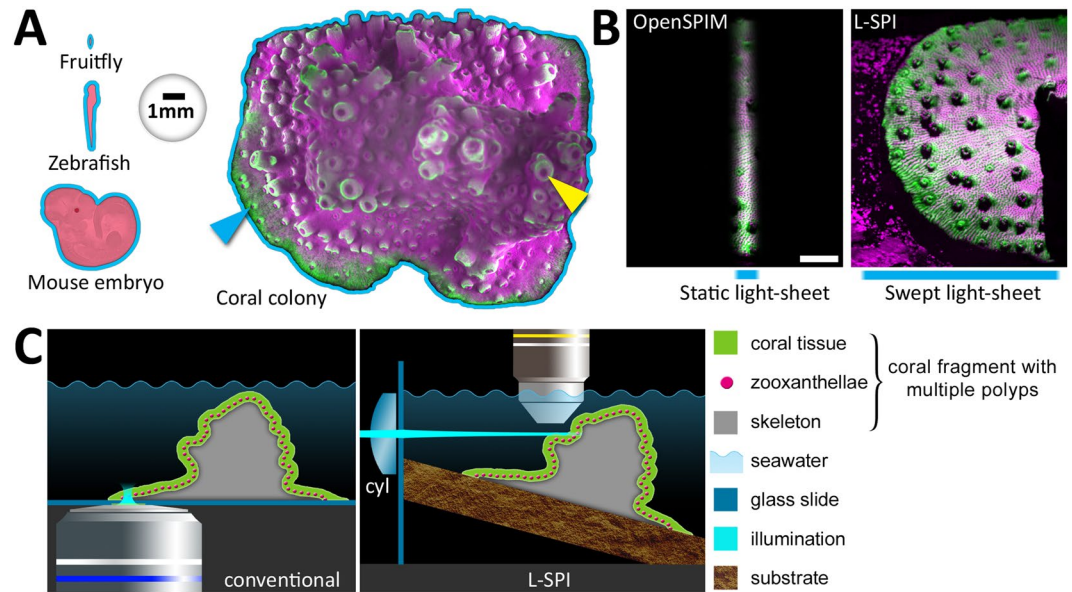 A
Fruitfly
Zebrafish
Mouse embryo
1mm
Coral colony
B
OpenSPIM
L-SPI
Static light-sheet
Swept light-sheet
C
conventional
cyl
L-SPI
coral tissue
zooxanthellae
skeleton
seawater
glass slide
illumination
substrate
coral fragment with
multiple polyps